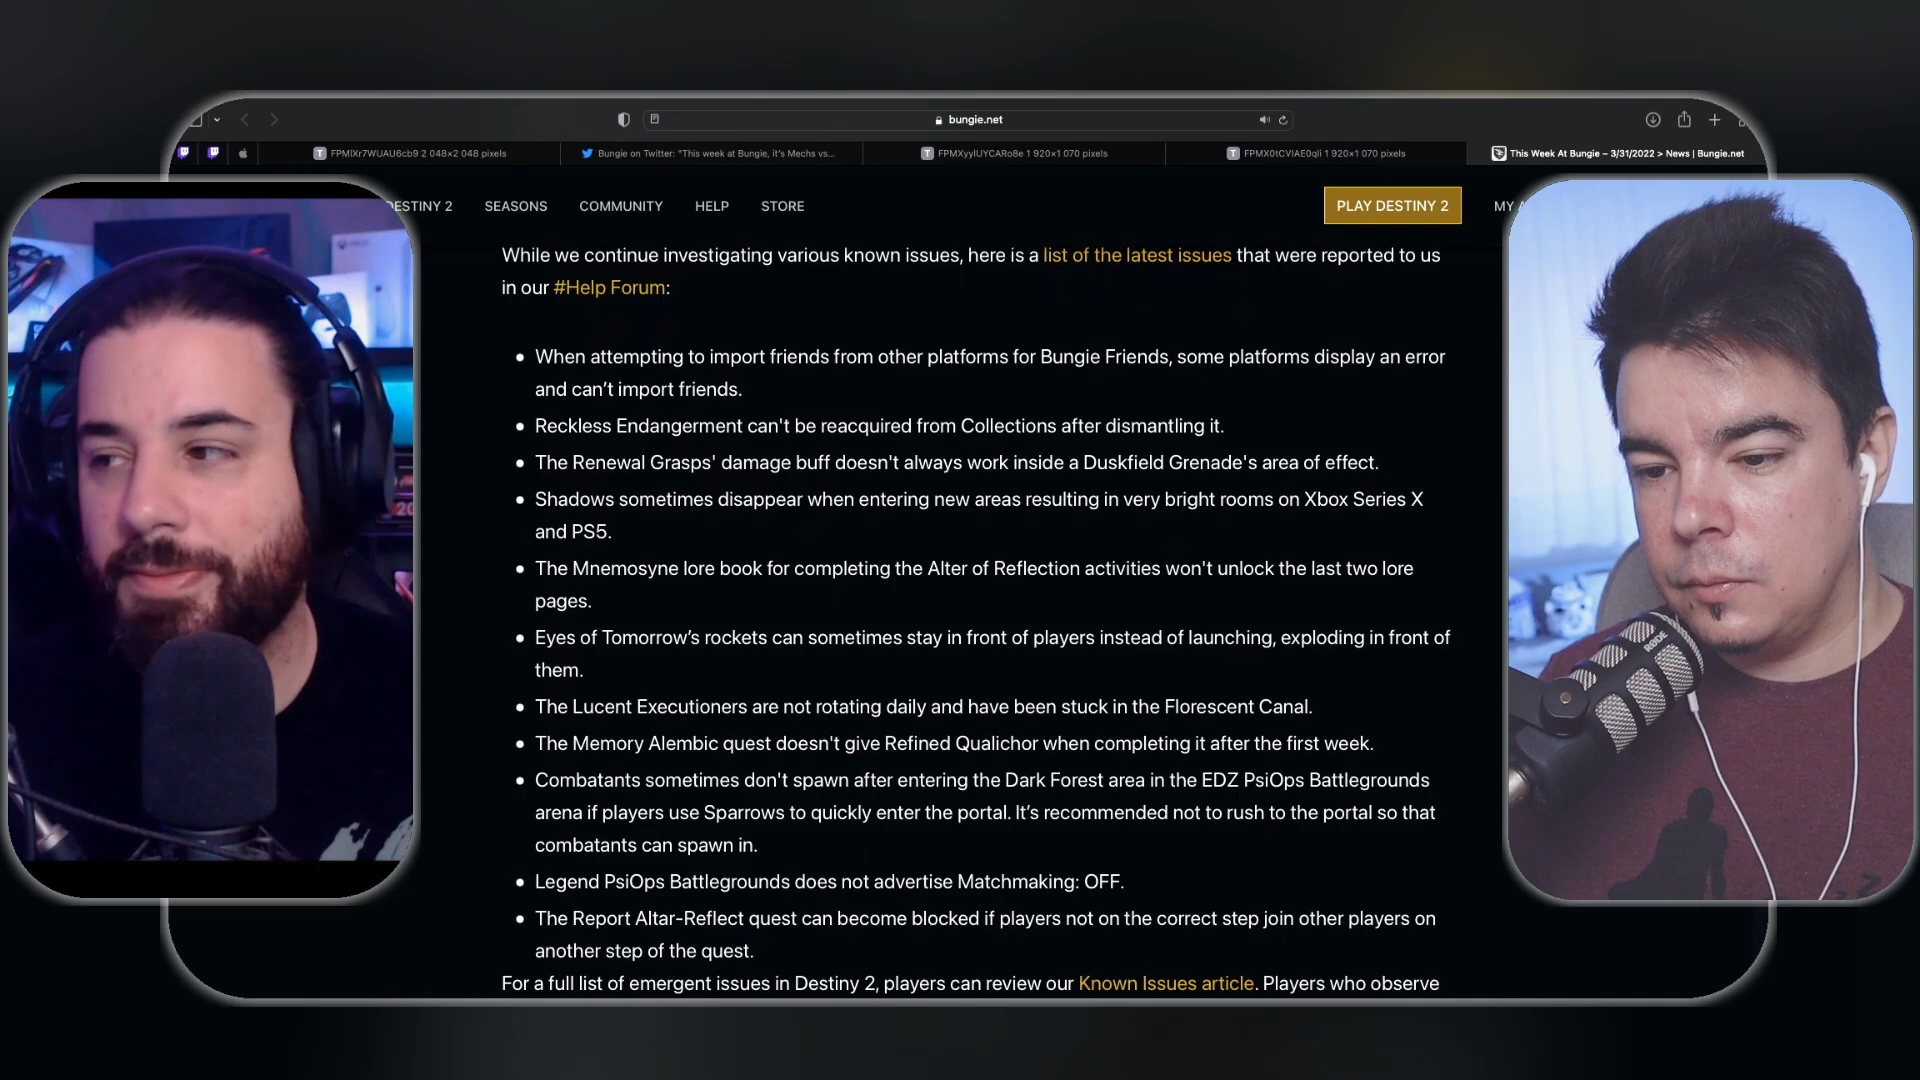 bungie.net
FPMIXr7WUAU6cb9 2 048×2 048 pixels
Bungie on Twitter: "This week at Bungie, it's Mechs vs...
FPMXyyIUYCARo8e 1 920×1 070 pixels
FPMX0tCVIAE0qli 1 920×1 070 pixels
This Week At Bungie – 3/31/2022 > News | Bungie.net
DESTINY 2 SEASONS COMMUNITY HELP STORE PLAY DESTINY 2 MY
While we continue investigating various known issues, here is a list of the latest issues that were reported to us
in our #Help Forum:
• When attempting to import friends from other platforms for Bungie Friends, some platforms display an error
and can’t import friends.
• Reckless Endangerment can't be reacquired from Collections after dismantling it.
• The Renewal Grasps' damage buff doesn't always work inside a Duskfield Grenade's area of effect.
• Shadows sometimes disappear when entering new areas resulting in very bright rooms on Xbox Series X
and PS5.
• The Mnemosyne lore book for completing the Alter of Reflection activities won't unlock the last two lore
pages.
• Eyes of Tomorrow’s rockets can sometimes stay in front of players instead of launching, exploding in front of
them.
• The Lucent Executioners are not rotating daily and have been stuck in the Florescent Canal.
• The Memory Alembic quest doesn't give Refined Qualichor when completing it after the first week.
• Combatants sometimes don't spawn after entering the Dark Forest area in the EDZ PsiOps Battlegrounds
arena if players use Sparrows to quickly enter the portal. It’s recommended not to rush to the portal so that
combatants can spawn in.
• Legend PsiOps Battlegrounds does not advertise Matchmaking: OFF.
• The Report Altar-Reflect quest can become blocked if players not on the correct step join other players on
another step of the quest.
For a full list of emergent issues in Destiny 2, players can review our Known Issues article. Players who observe
RØDE